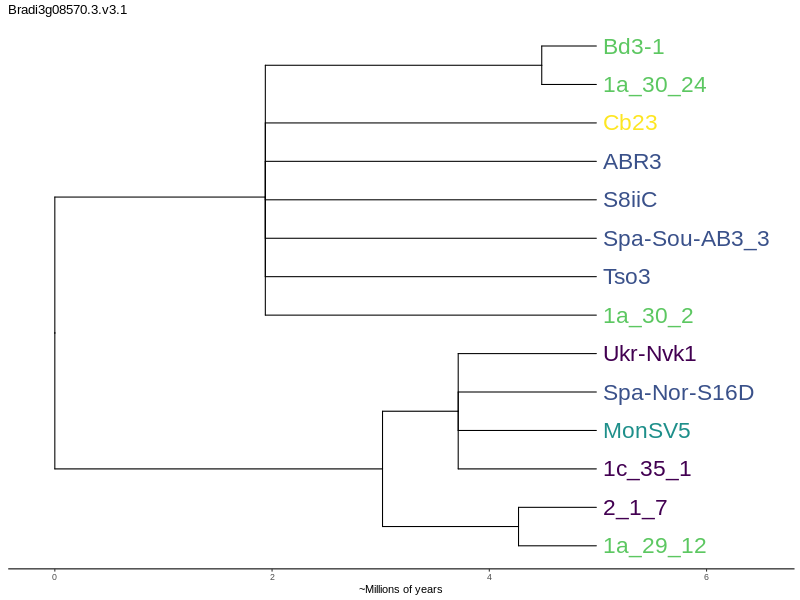 Bradi3g08570.3.v3.1
Bd3-1
1a_30_24
Cb23
ABR3
S8iiC
Spa-Sou-AB3_3
Tso3
1a_30_2
Ukr-Nvk1
Spa-Nor-S16D
MonSV5
1c_35_1
2_1_7
1a_29_12
0 2 4 6
~Millions of years